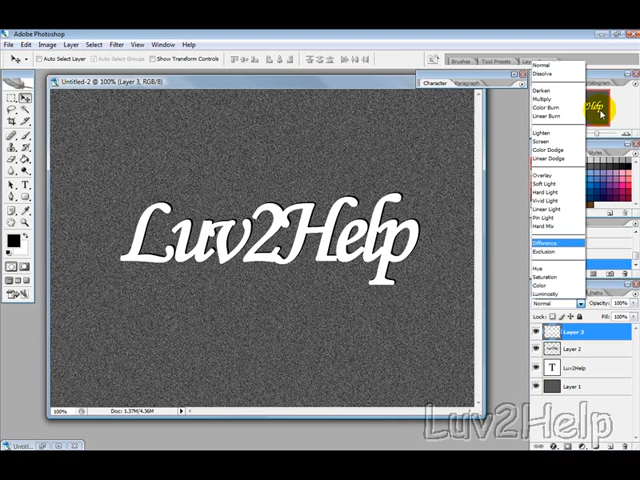 Adobe Photoshop
File Edit Image Layer Select Filter View Window Help
Auto Select Layer Auto Select Groups Show Transform Controls
Brushes Tool Presets
Untitled-2 @ 100% (Layer 3, RGB/8)
Character Paragraph
Normal
Dissolve
Darken
Multiply
Color Burn
Linear Burn
Lighten
Screen
Color Dodge
Linear Dodge
Overlay
Soft Light
Hard Light
Vivid Light
Linear Light
Pin Light
Hard Mix
Difference
Exclusion
Hue
Saturation
Color
Luminosity
Luv2Help
Normal Opacity: 100%
Lock: Fill: 100%
Layer 3
Layer 2
T Luv2Help
Layer 1
100% Doc: 1.37M/4.36M
Luv2Help
Untitl...